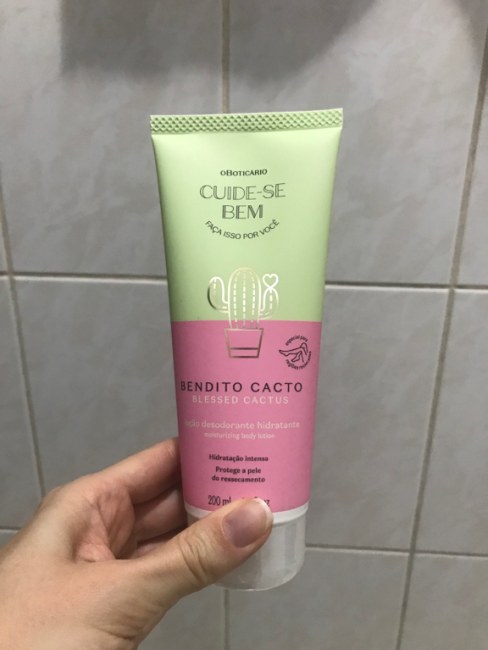 oBOTICÁRIO
CUIDE-SE
BEM
FAÇA ISSO POR VOCÊ
BENDITO CACTO
BLESSED CACTUS
desodorante hidratante
moisturizing body lotion
Hidratação intensa
Protege a pele
do ressecamento
200 ml